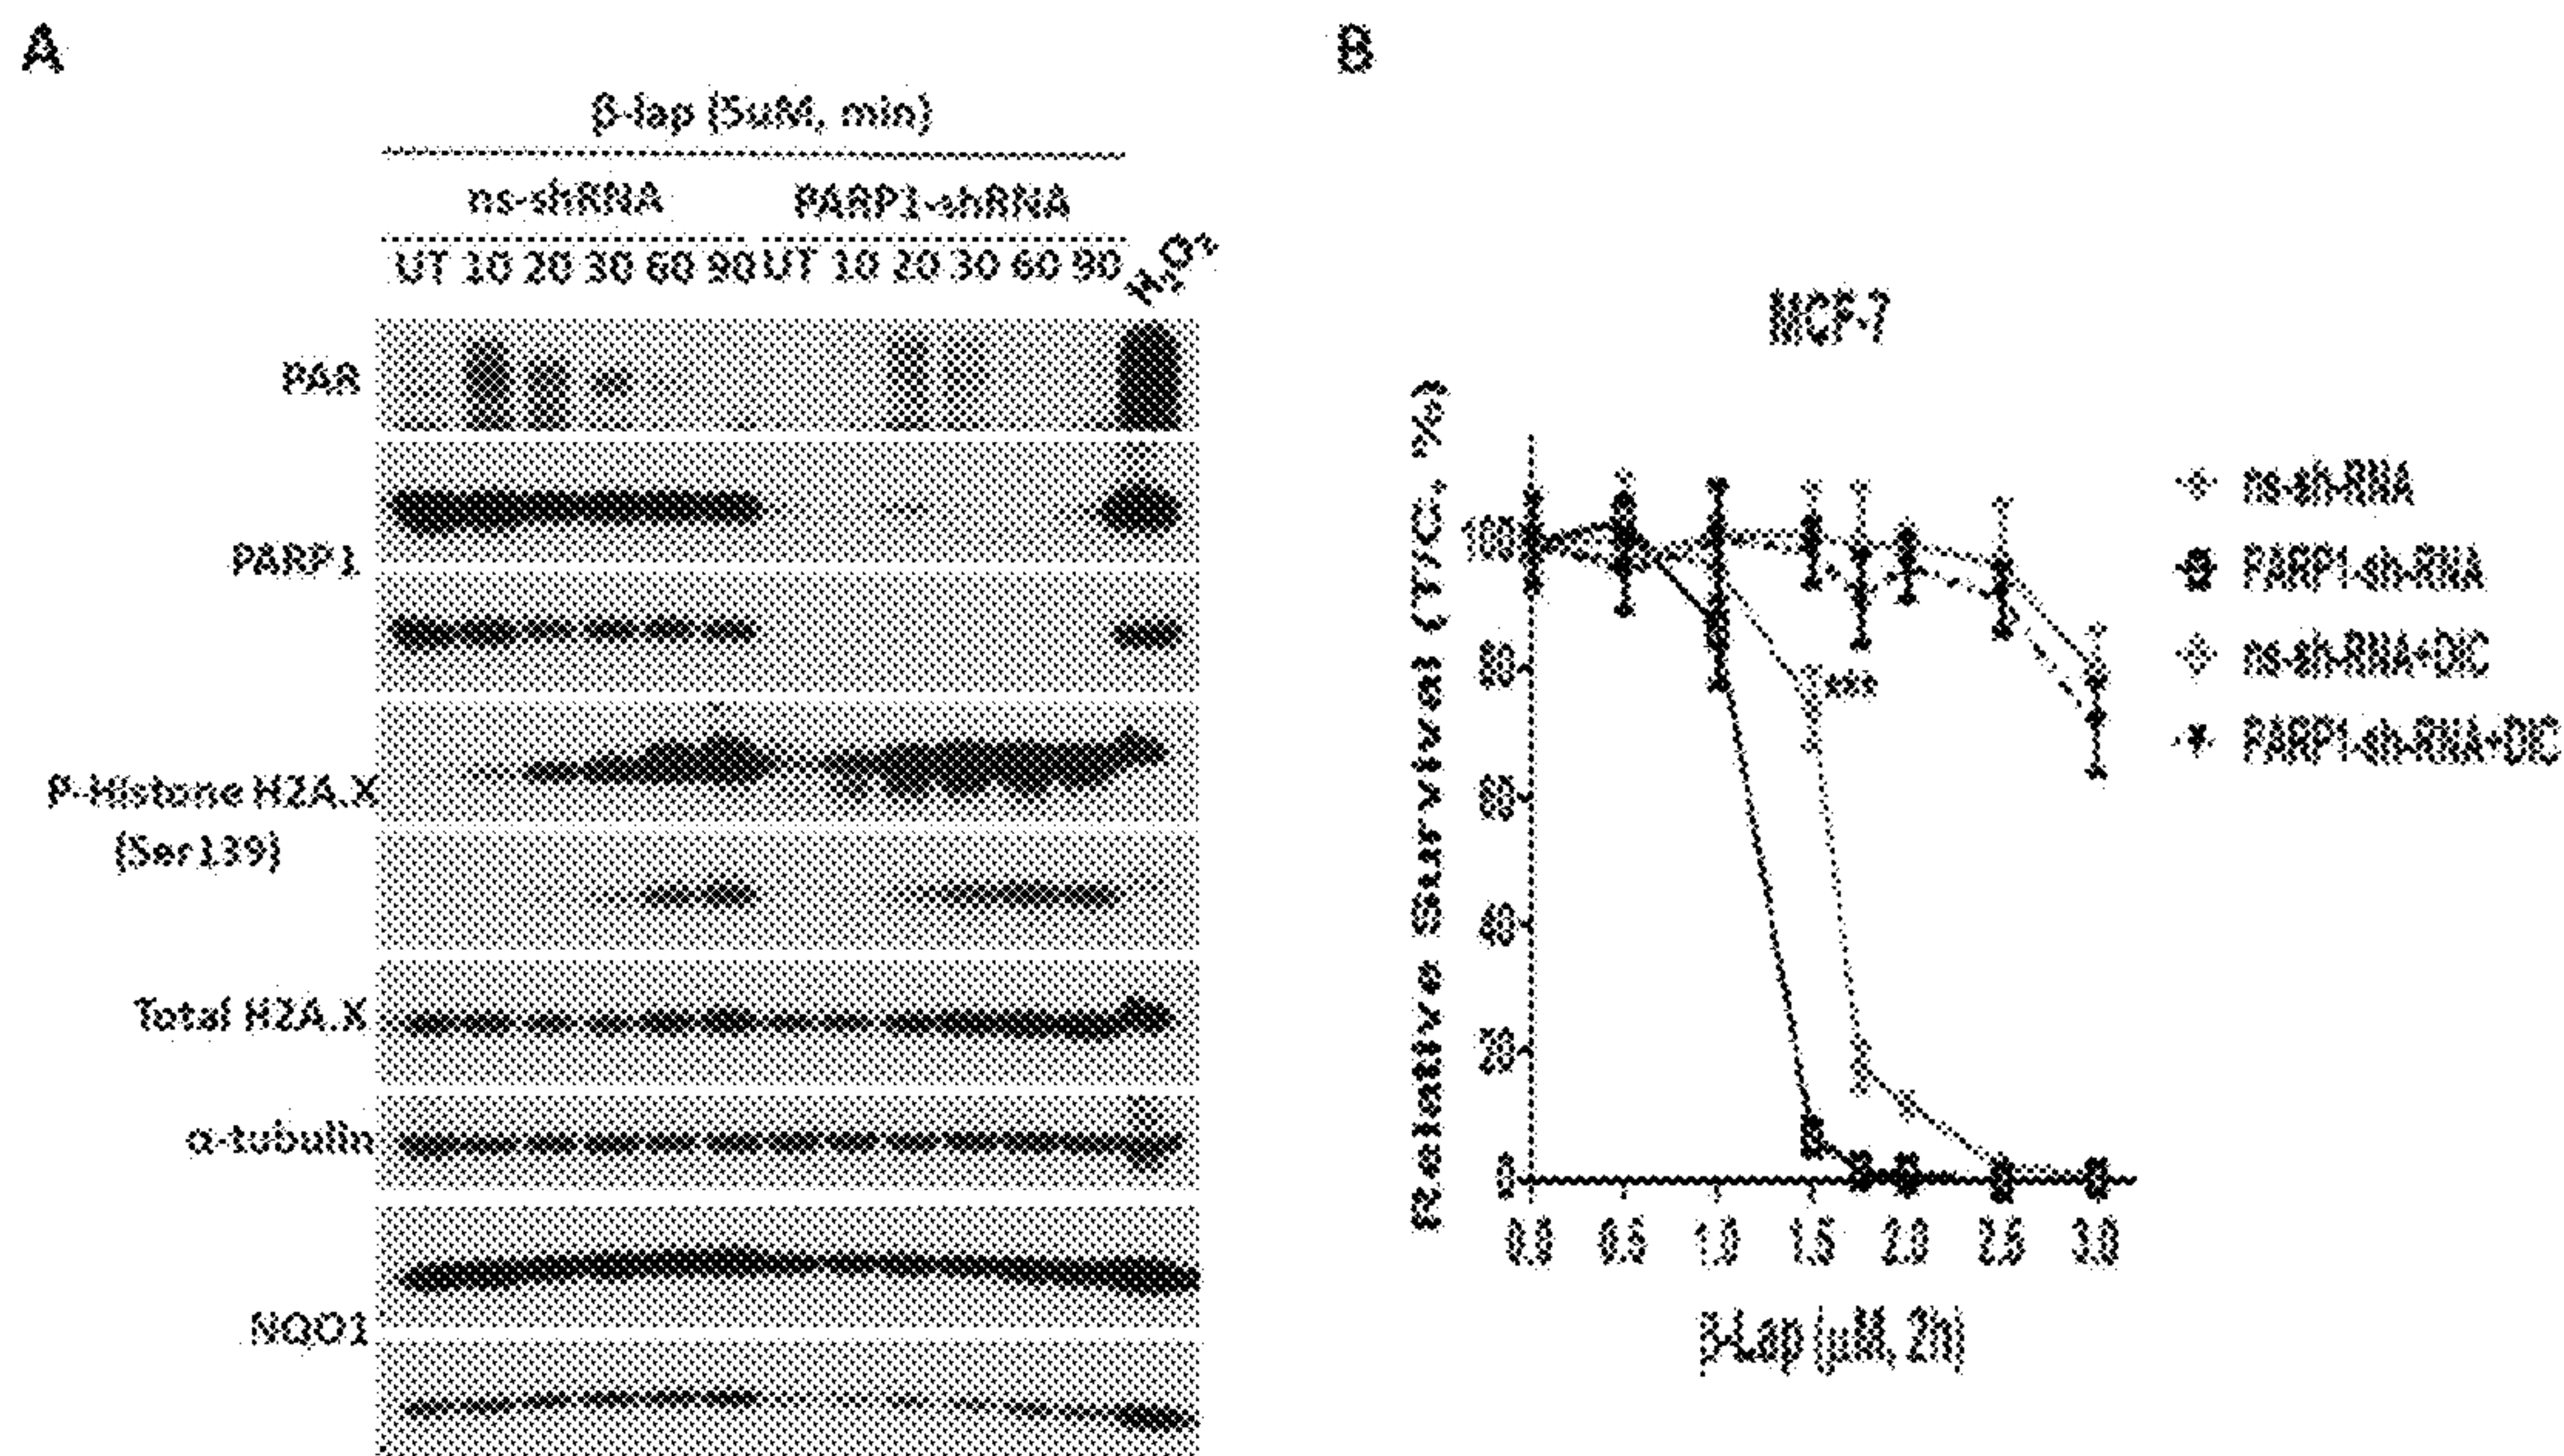 A
β-lap (5uM, min)
ns-shRNA PARP1-shRNA
UT 10 20 30 60 90 UT 10 20 30 60 90 H₂O₂
PAR
PARP1
P-Histone H2A.X
(Ser139)
Total H2A.X
α-tubulin
NQO1
B
MCF-7
Relative Survival (T/C, %)
100
80
60
40
20
0
***
0.0 0.5 1.0 1.5 2.0 2.5 3.0
β-Lap (μM, 2h)
ns-sh-RNA
PARP1-sh-RNA
ns-sh-RNA+DIC
PARP1-sh-RNA+DIC